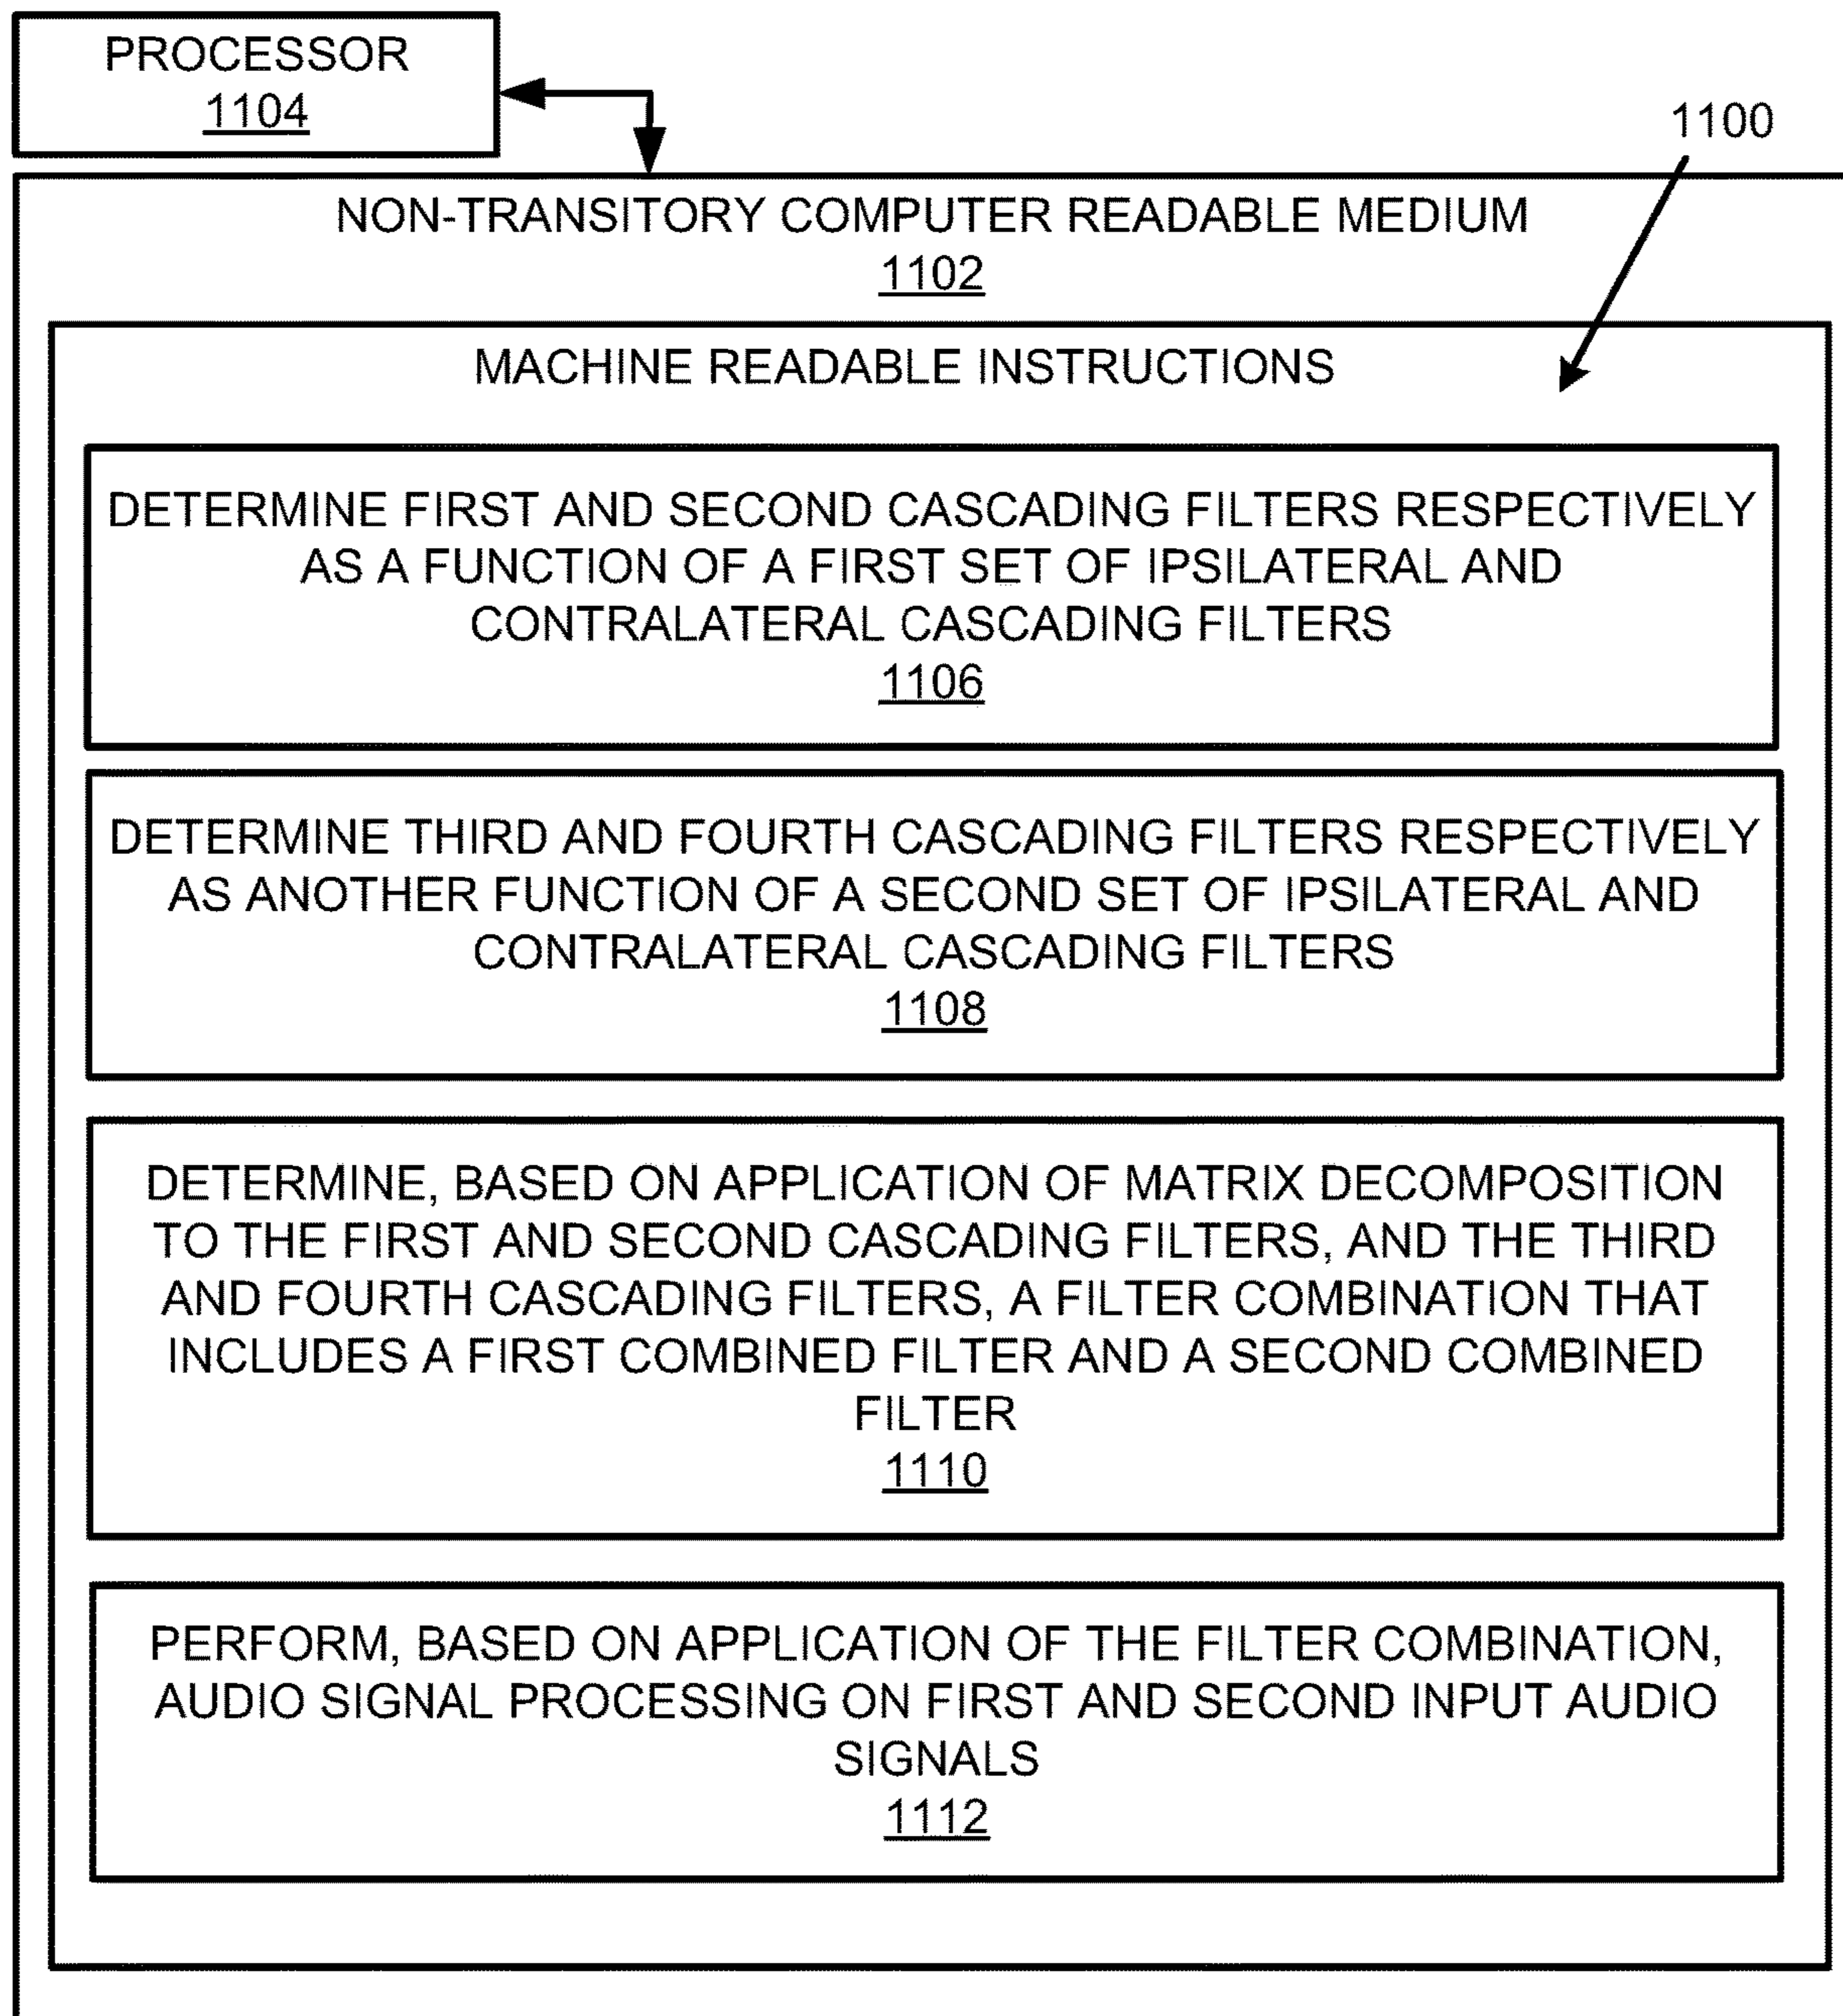 PROCESSOR
1104
1100
NON-TRANSITORY COMPUTER READABLE MEDIUM
1102
MACHINE READABLE INSTRUCTIONS
DETERMINE FIRST AND SECOND CASCADING FILTERS RESPECTIVELY
AS A FUNCTION OF A FIRST SET OF IPSILATERAL AND
CONTRALATERAL CASCADING FILTERS
1106
DETERMINE THIRD AND FOURTH CASCADING FILTERS RESPECTIVELY
AS ANOTHER FUNCTION OF A SECOND SET OF IPSILATERAL AND
CONTRALATERAL CASCADING FILTERS
1108
DETERMINE, BASED ON APPLICATION OF MATRIX DECOMPOSITION
TO THE FIRST AND SECOND CASCADING FILTERS, AND THE THIRD
AND FOURTH CASCADING FILTERS, A FILTER COMBINATION THAT
INCLUDES A FIRST COMBINED FILTER AND A SECOND COMBINED
FILTER
1110
PERFORM, BASED ON APPLICATION OF THE FILTER COMBINATION,
AUDIO SIGNAL PROCESSING ON FIRST AND SECOND INPUT AUDIO
SIGNALS
1112